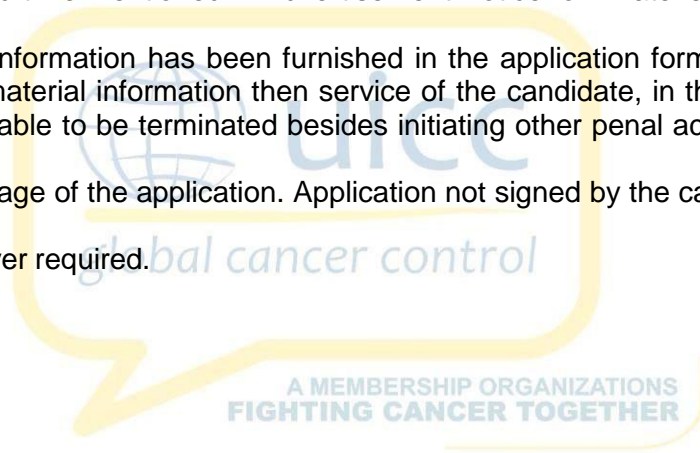 nformation has been furnished in the application form
naterial information then service of the candidate, in th
able to be terminated besides initiating other penal ac
uicc
age of the application. Application not signed by the ca
er required.
global cancer control
A MEMBERSHIP ORGANIZATIONS
FIGHTING CANCER TOGETHER